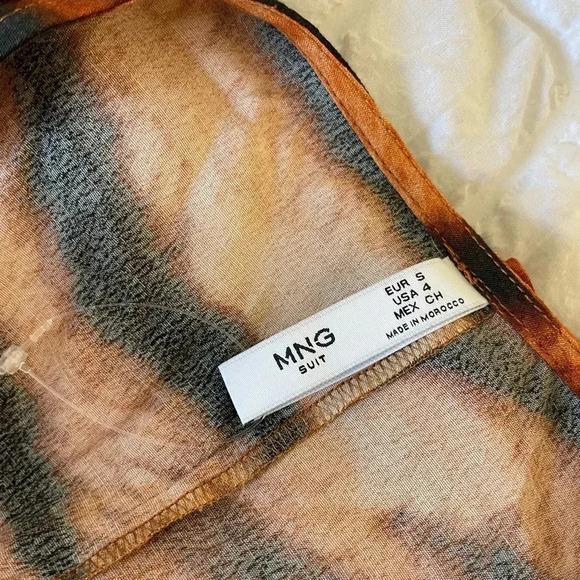 MNG
SUIT
EUR S
USA 4
MEX CH
MADE IN MOROCCO